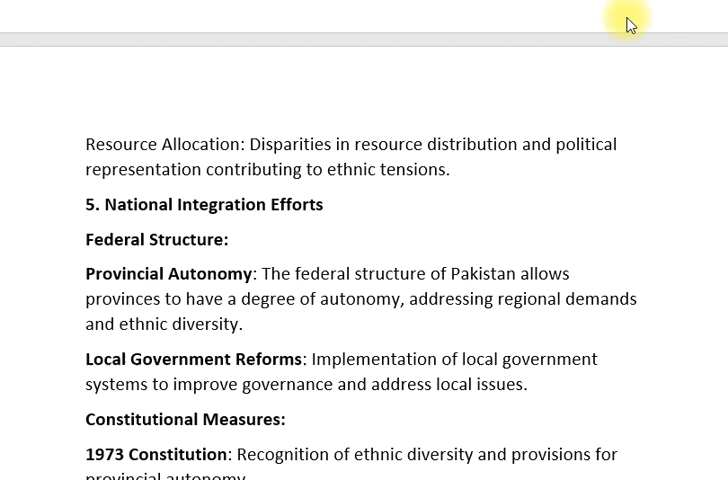 Resource Allocation: Disparities in resource distribution and political
representation contributing to ethnic tensions.
5. National Integration Efforts
Federal Structure:
Provincial Autonomy: The federal structure of Pakistan allows
provinces to have a degree of autonomy, addressing regional demands
and ethnic diversity.
Local Government Reforms: Implementation of local government
systems to improve governance and address local issues.
Constitutional Measures:
1973 Constitution: Recognition of ethnic diversity and provisions for
provincial autonomy.